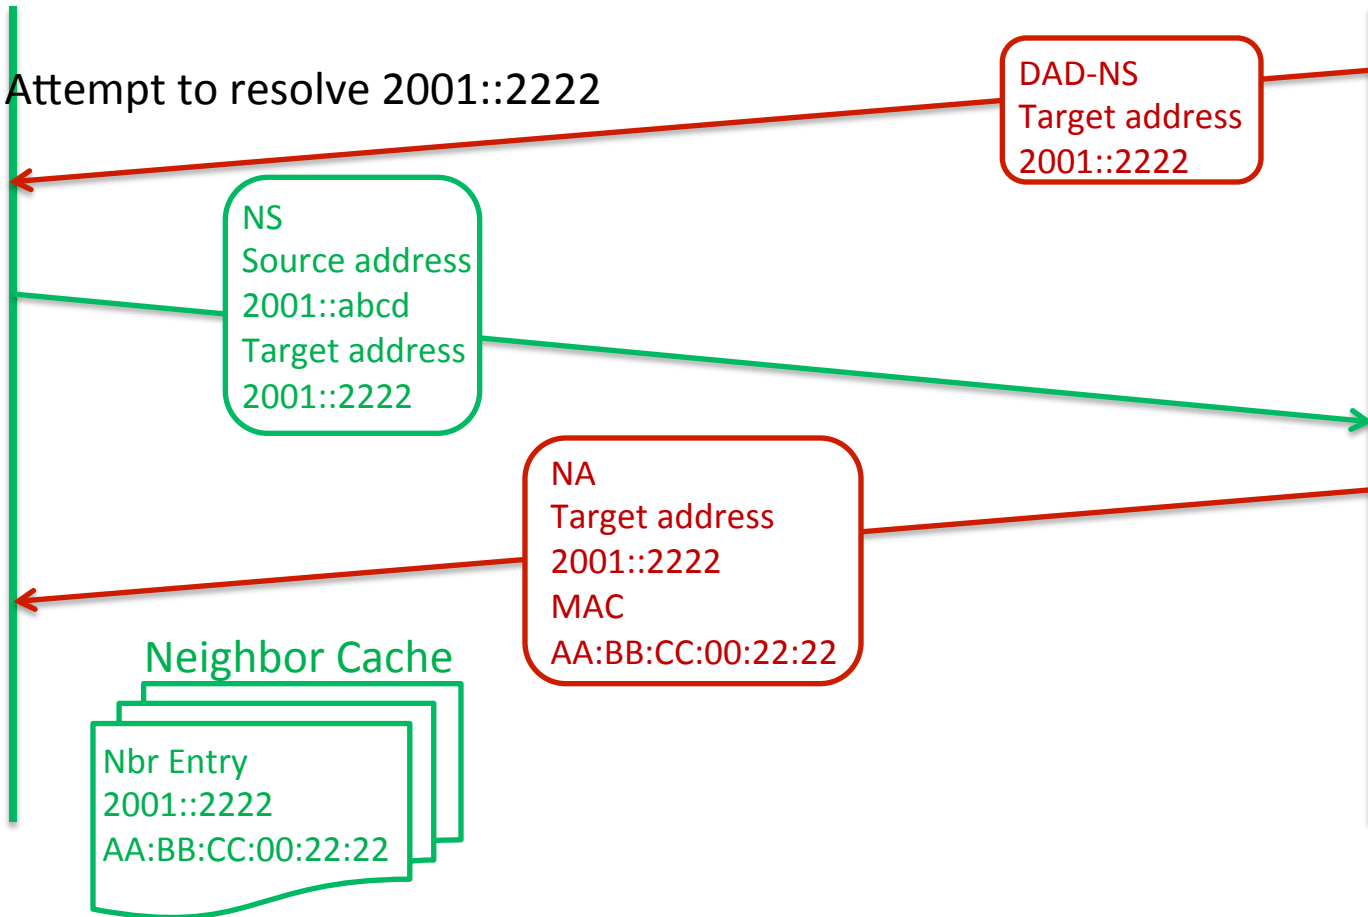 Attempt to resolve 2001::2222
DAD-NS
Target address
2001::2222
NS
Source address
2001::abcd
Target address
2001::2222
NA
Target address
2001::2222
MAC
AA:BB:CC:00:22:22
Neighbor Cache
Nbr Entry
2001::2222
AA:BB:CC:00:22:22